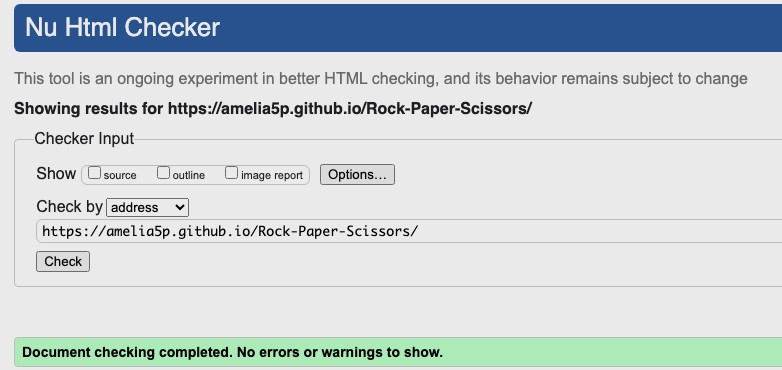 Nu Html Checker
This tool is an ongoing experiment in better HTML checking, and its behavior remains subject to change
Showing results for https://amelia5p.github.io/Rock-Paper-Scissors/
Checker Input
Show source outline image report Options...
Check by address
https://amelia5p.github.io/Rock-Paper-Scissors/
Check
Document checking completed. No errors or warnings to show.